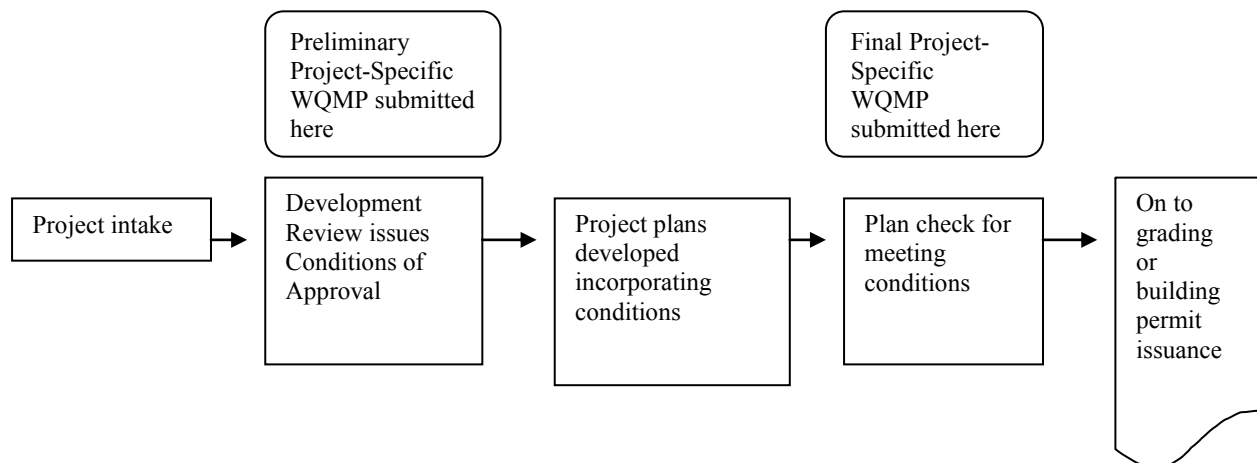 Preliminary
Project-Specific
WQMP submitted
here
Final Project-
Specific
WQMP
submitted here
Project intake
Development
Review issues
Conditions of
Approval
Project plans
developed
incorporating
conditions
Plan check for
meeting
conditions
On to
grading
or
building
permit
issuance